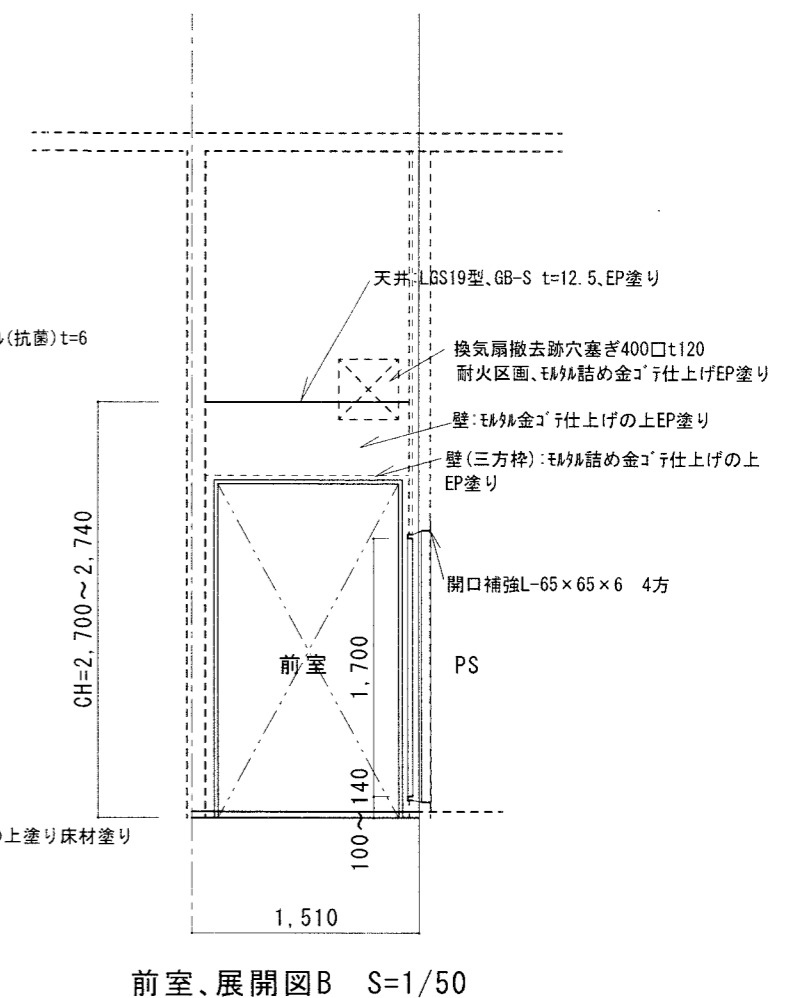 天井:LGS19型、GB-S t=12.5、EP塗り
ル(抗菌)t=6
換気扇撤去跡穴塞ぎ400□t120
耐火区画、モルタル詰め金ゴテ仕上げEP塗り
壁:モルタル金ゴテ仕上げの上EP塗り
壁(三方枠):モルタル詰め金ゴテ仕上げの上
EP塗り
CH=2,700~2,740
開口補強L-65×65×6 4方
前室
1,700
PS
100~140
の上塗り床材塗り
1,510
前室、展開図B S=1/50